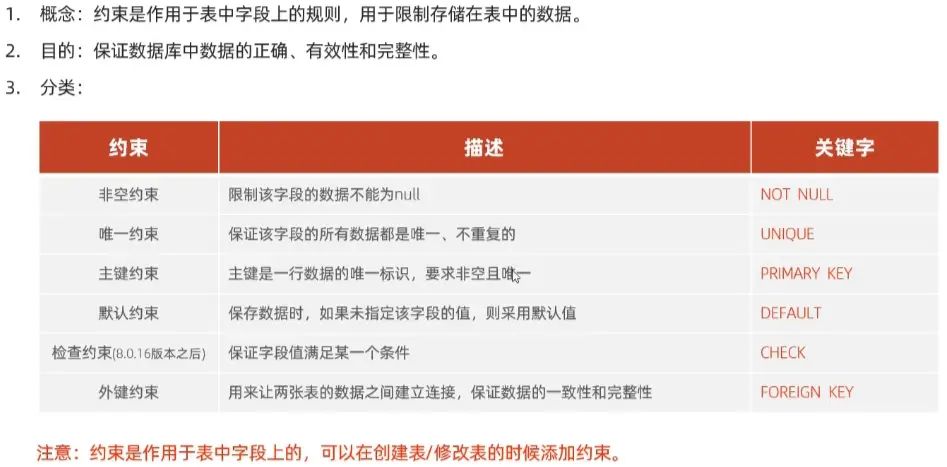 1. 概念：约束是作用于表中字段上的规则，用于限制存储在表中的数据。
2. 目的：保证数据库中数据的正确、有效性和完整性。
3. 分类：
约束 描述 关键字
非空约束 限制该字段的数据不能为null NOT NULL
唯一约束 保证该字段的所有数据都是唯一、不重复的 UNIQUE
主键约束 主键是一行数据的唯一标识，要求非空且唯一 PRIMARY KEY
默认约束 保存数据时，如果未指定该字段的值，则采用默认值 DEFAULT
检查约束(8.0.16版本之后) 保证字段值满足某一个条件 CHECK
外键约束 用来让两张表的数据之间建立连接，保证数据的一致性和完整性 FOREIGN KEY
注意：约束是作用于表中字段上的，可以在创建表/修改表的时候添加约束。